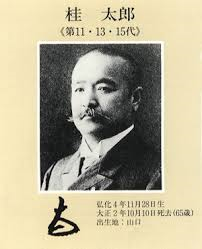 桂 太郎
《第11・13・15代》
弘化4年11月28日生
大正2年10月10日死去(65歳)
出生地:山口